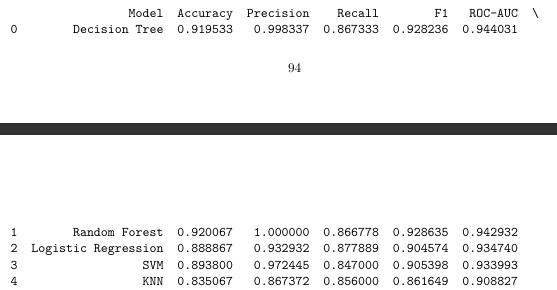 Model Accuracy Precision Recall F1 ROC-AUC \
0 Decision Tree 0.919533 0.998337 0.867333 0.928236 0.944031
94
1 Random Forest 0.920067 1.000000 0.866778 0.928635 0.942932
2 Logistic Regression 0.888867 0.932932 0.877889 0.904574 0.934740
3 SVM 0.893800 0.972445 0.847000 0.905398 0.933993
4 KNN 0.835067 0.867372 0.856000 0.861649 0.908827